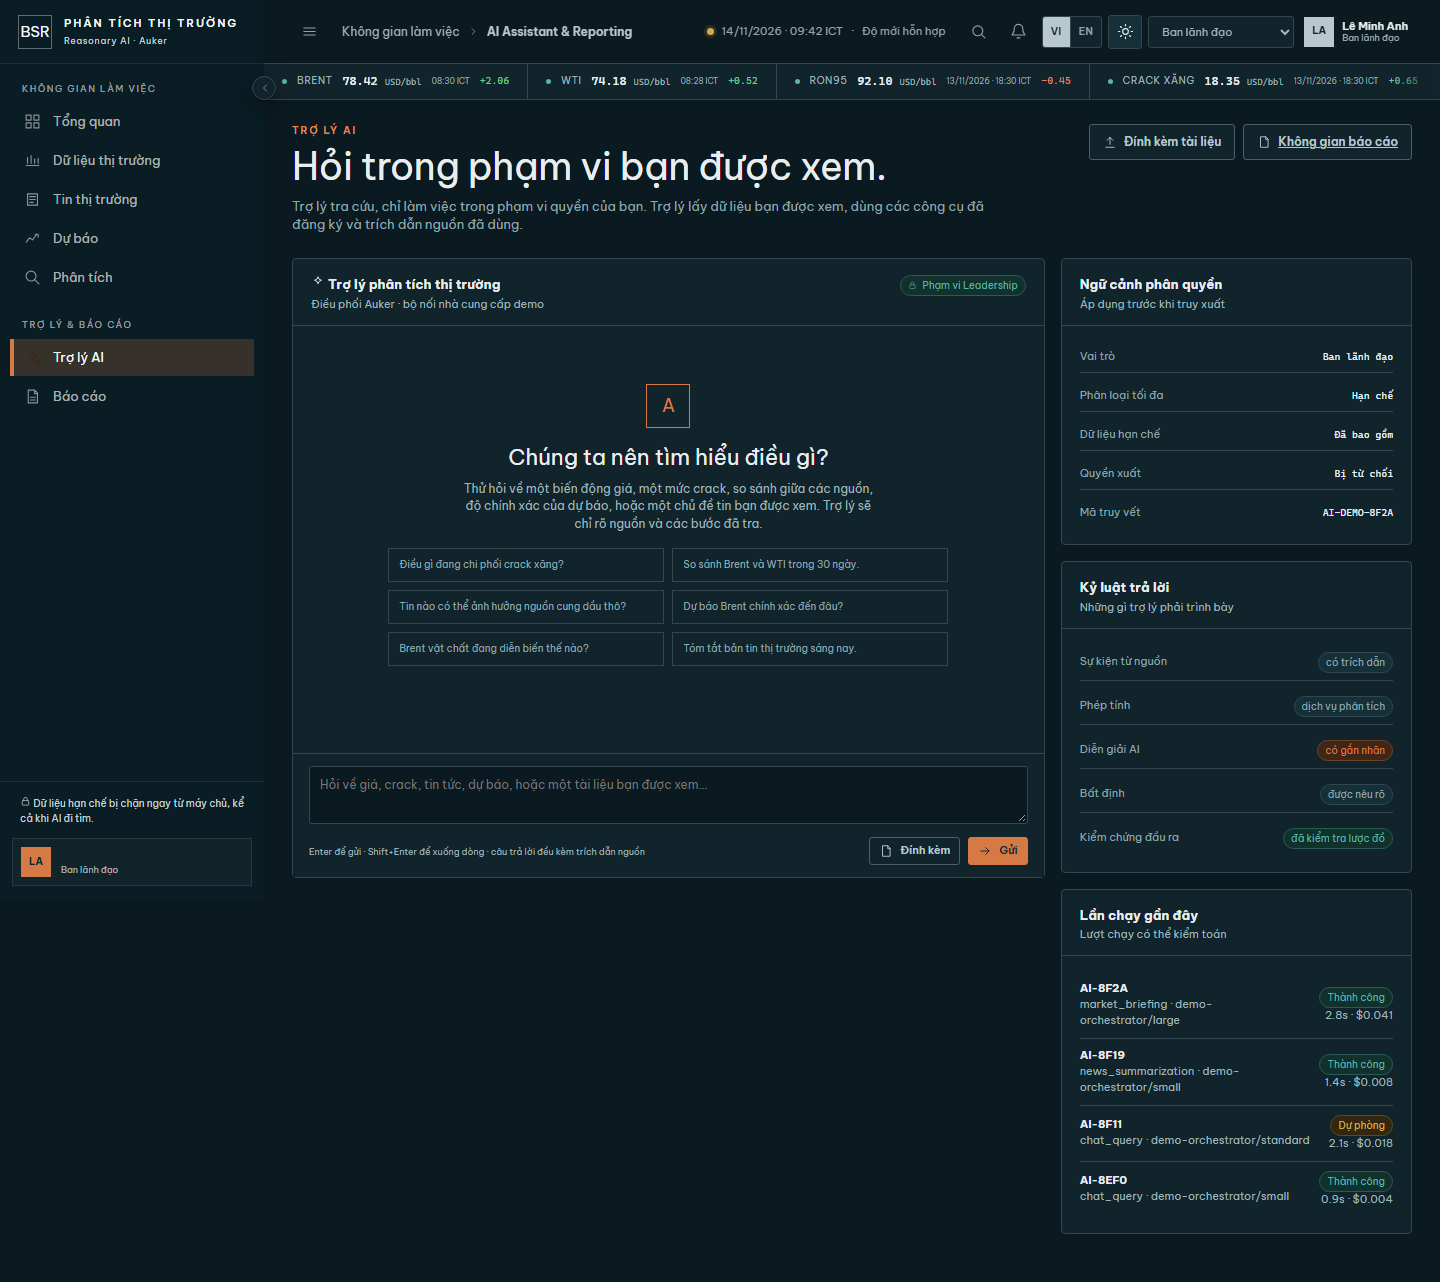 BSR
PHÂN TÍCH THỊ TRƯỜNG
Reasonary AI · Auker
KHÔNG GIAN LÀM VIỆC
Tổng quan
Dữ liệu thị trường
Tin thị trường
Dự báo
Phân tích
TRỢ LÝ & BÁO CÁO
Trợ lý AI
Báo cáo
Dữ liệu hạn chế bị chặn ngay từ máy chủ, kể
cả khi AI đi tìm.
LA
Ban lãnh đạo
Không gian làm việc
AI Assistant & Reporting
14/11/2026 · 09:42 ICT · Độ mới hỗn hợp
VI EN
Ban lãnh đạo
LA
Lê Minh Anh
Ban lãnh đạo
BRENT 78.42 USD/bbl 08:30 ICT +2.06
WTI 74.18 USD/bbl 08:28 ICT +0.52
RON95 92.10 USD/bbl 13/11/2026 · 18:30 ICT −0.45
CRACK XĂNG 18.35 USD/bbl 13/11/2026 · 18:30 ICT +0.65
TRỢ LÝ AI
Hỏi trong phạm vi bạn được xem.
Trợ lý tra cứu, chỉ làm việc trong phạm vi quyền của bạn. Trợ lý lấy dữ liệu bạn được xem, dùng các công cụ đã
đăng ký và trích dẫn nguồn đã dùng.
Đính kèm tài liệu
Không gian báo cáo
Trợ lý phân tích thị trường
Điều phối Auker · bộ nối nhà cung cấp demo
Phạm vi Leadership
A
Chúng ta nên tìm hiểu điều gì?
Thử hỏi về một biến động giá, một mức crack, so sánh giữa các nguồn,
độ chính xác của dự báo, hoặc một chủ đề tin bạn được xem. Trợ lý sẽ
chỉ rõ nguồn và các bước đã tra.
Điều gì đang chi phối crack xăng?
So sánh Brent và WTI trong 30 ngày.
Tin nào có thể ảnh hưởng nguồn cung dầu thô?
Dự báo Brent chính xác đến đâu?
Brent vật chất đang diễn biến thế nào?
Tóm tắt bản tin thị trường sáng nay.
Hỏi về giá, crack, tin tức, dự báo, hoặc một tài liệu bạn được xem...
Enter để gửi · Shift+Enter để xuống dòng · câu trả lời đều kèm trích dẫn nguồn
Đính kèm
Gửi
Ngữ cảnh phân quyền
Áp dụng trước khi truy xuất
Vai trò Ban lãnh đạo
Phân loại tối đa Hạn chế
Dữ liệu hạn chế Đã bao gồm
Quyền xuất Bị từ chối
Mã truy vết AI-DEMO-8F2A
Kỷ luật trả lời
Những gì trợ lý phải trình bày
Sự kiện từ nguồn có trích dẫn
Phép tính dịch vụ phân tích
Diễn giải AI có gắn nhãn
Bất định được nêu rõ
Kiểm chứng đầu ra đã kiểm tra lược đồ
Lần chạy gần đây
Lượt chạy có thể kiểm toán
AI-8F2A
market_briefing · demo-
orchestrator/large
Thành công
2.8s · $0.041
AI-8F19
news_summarization · demo-
orchestrator/small
Thành công
1.4s · $0.008
AI-8F11
chat_query · demo-orchestrator/standard
Dự phòng
2.1s · $0.018
AI-8EF0
chat_query · demo-orchestrator/small
Thành công
0.9s · $0.004